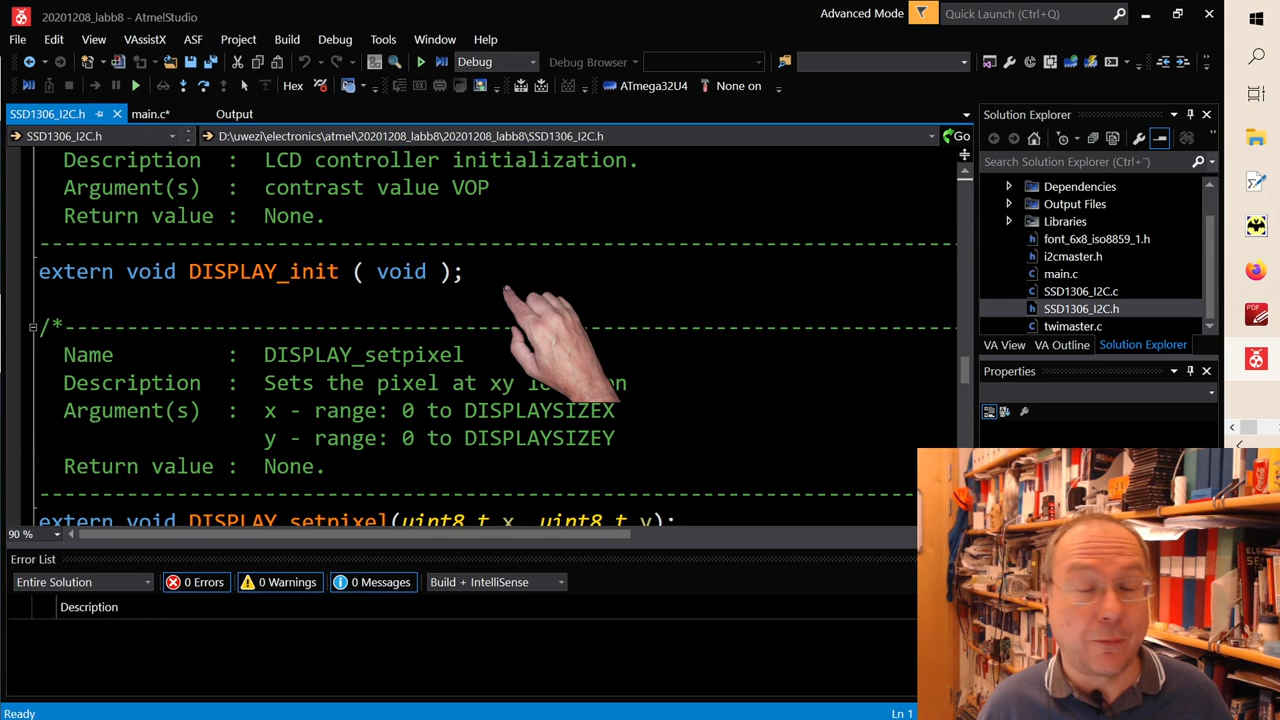 20201208_labb8 - AtmelStudio
Advanced Mode
Quick Launch (Ctrl+Q)
File Edit View VAssistX ASF Project Build Debug Tools Window Help
Debug
Debug Browser
Hex
ATmega32U4
None on
SSD1306_I2C.h
main.c*
Output
SSD1306_I2C.h
D:\uwezi\electronics\atmel\20201208_labb8\20201208_labb8\SSD1306_I2C.h
Go
Description : LCD controller initialization.
Argument(s) : contrast value VOP
Return value : None.
extern void DISPLAY_init ( void );
/*
Name : DISPLAY_setpixel
Description : Sets the pixel at xy
Argument(s) : x - range: 0 to DISPLAYSIZEX
y - range: 0 to DISPLAYSIZEY
Return value : None.
extern void DISPLAY_setpixel(uint8_t x, uint8_t y);
90 %
Solution Explorer
Search Solution Explorer (Ctrl+¨)
Dependencies
Output Files
Libraries
font_6x8_iso8859_1.h
i2cmaster.h
main.c
SSD1306_I2C.c
SSD1306_I2C.h
twimaster.c
VA View VA Outline Solution Explorer
Properties
Error List
Entire Solution
0 Errors
0 Warnings
0 Messages
Build + IntelliSense
Description
Ready
Ln 1